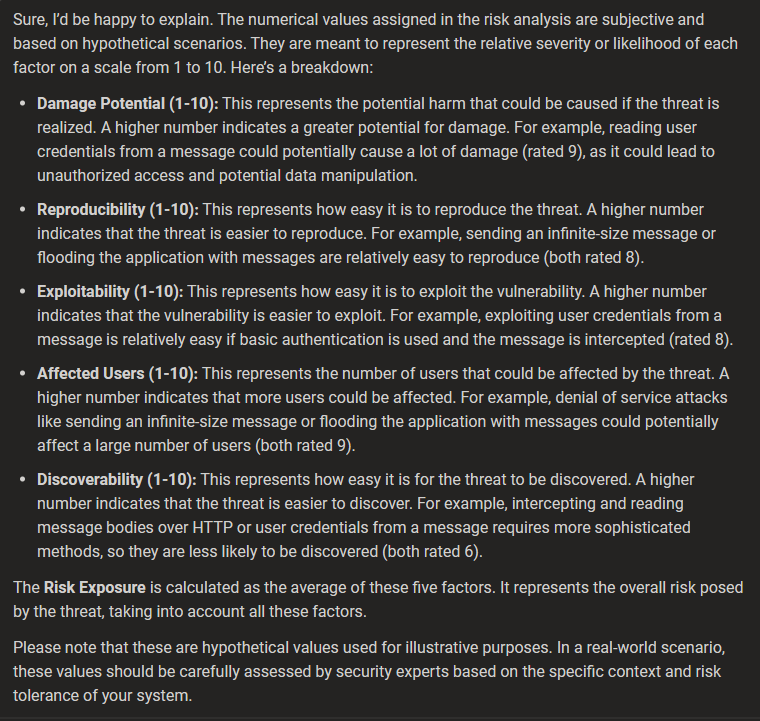 Sure, I'd be happy to explain. The numerical values assigned in the risk analysis are subjective and
based on hypothetical scenarios. They are meant to represent the relative severity or likelihood of each
factor on a scale from 1 to 10. Here's a breakdown:
• Damage Potential (1-10): This represents the potential harm that could be caused if the threat is
realized. A higher number indicates a greater potential for damage. For example, reading user
credentials from a message could potentially cause a lot of damage (rated 9), as it could lead to
unauthorized access and potential data manipulation.
• Reproducibility (1-10): This represents how easy it is to reproduce the threat. A higher number
indicates that the threat is easier to reproduce. For example, sending an infinite-size message or
flooding the application with messages are relatively easy to reproduce (both rated 8).
• Exploitability (1-10): This represents how easy it is to exploit the vulnerability. A higher number
indicates that the vulnerability is easier to exploit. For example, exploiting user credentials from a
message is relatively easy if basic authentication is used and the message is intercepted (rated 8).
• Affected Users (1-10): This represents the number of users that could be affected by the threat. A
higher number indicates that more users could be affected. For example, denial of service attacks
like sending an infinite-size message or flooding the application with messages could potentially
affect a large number of users (both rated 9).
• Discoverability (1-10): This represents how easy it is for the threat to be discovered. A higher
number indicates that the threat is easier to discover. For example, intercepting and reading
message bodies over HTTP or user credentials from a message requires more sophisticated
methods, so they are less likely to be discovered (both rated 6).
The Risk Exposure is calculated as the average of these five factors. It represents the overall risk posed
by the threat, taking into account all these factors.
Please note that these are hypothetical values used for illustrative purposes. In a real-world scenario,
these values should be carefully assessed by security experts based on the specific context and risk
tolerance of your system.